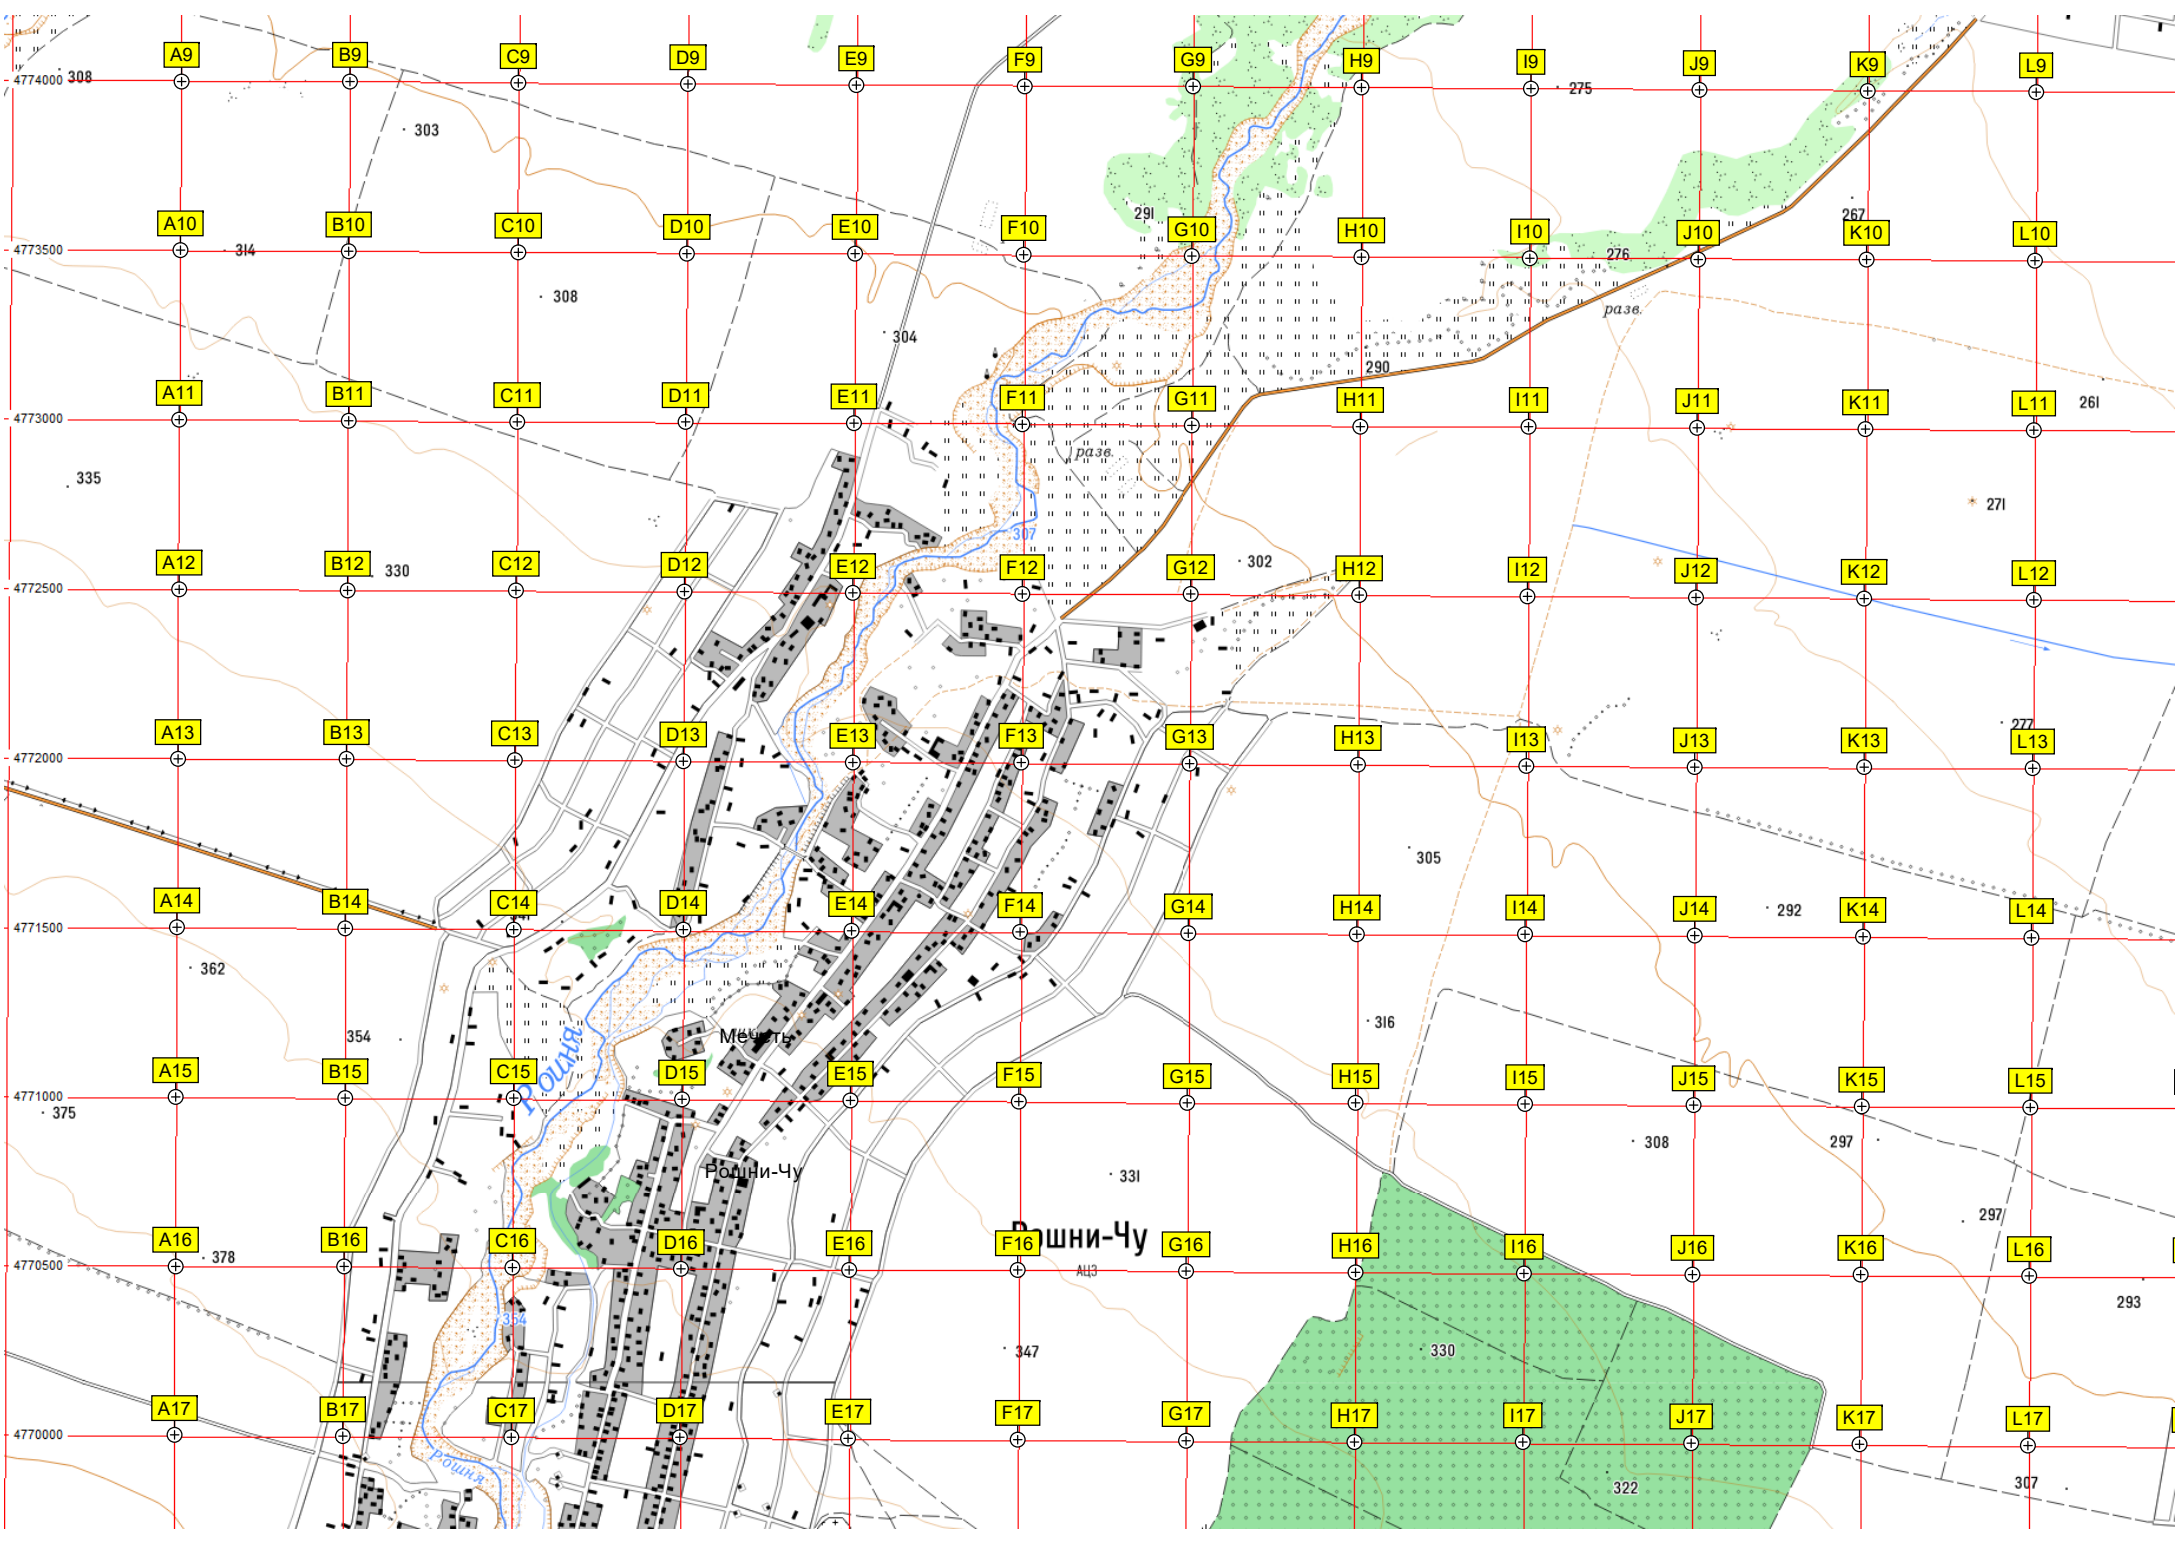 A9 B9 C9 D9 E9 F9 G9 H9 I9 J9 K9 L9
4774000 308 275
303
291 267
A10 B10 C10 D10 E10 F10 G10 H10 I10 J10 K10 L10
4773500 314 276
308 разв.
304
290
A11 B11 C11 D11 E11 F11 G11 H11 I11 J11 K11 L11
4773000 261
разв.
335 271
307
A12 B12 C12 D12 E12 F12 G12 H12 I12 J12 K12 L12
330 302
4772500
277
A13 B13 C13 D13 E13 F13 G13 H13 I13 J13 K13 L13
4772000
305
A14 B14 C14 D14 E14 F14 G14 H14 I14 J14 K14 L14
4771500 292
362
354 Мечеть 316
Рошня
A15 B15 C15 D15 E15 F15 G15 H15 I15 J15 K15 L15
4771000
375 308 297
Рошни-Чу 331
297
Рошни-Чу
A16 B16 C16 D16 E16 F16 G16 H16 I16 J16 K16 L16
4770500 378 АЦЗ
293
354
347 330
A17 B17 C17 D17 E17 F17 G17 H17 I17 J17 K17 L17
4770000
Рошня
322 307